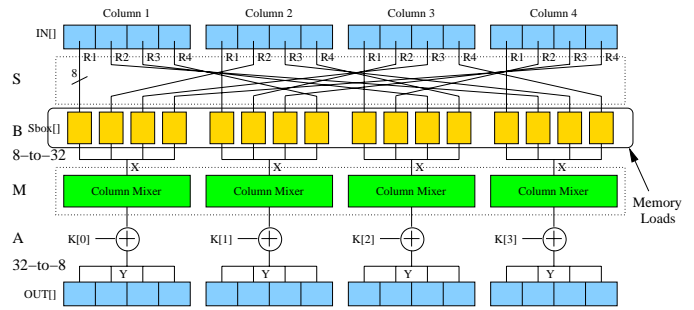 Column 1 Column 2 Column 3 Column 4
IN[]
R1 R2 R3 R4 R1 R2 R3 R4 R1 R2 R3 R4 R1 R2 R3 R4
S 8
B Sbox[]
8−to−32
X X X X
M Column Mixer Column Mixer Column Mixer Column Mixer
Memory
Loads
A K[0] K[1] K[2] K[3]
32−to−8
Y Y Y Y
OUT[]